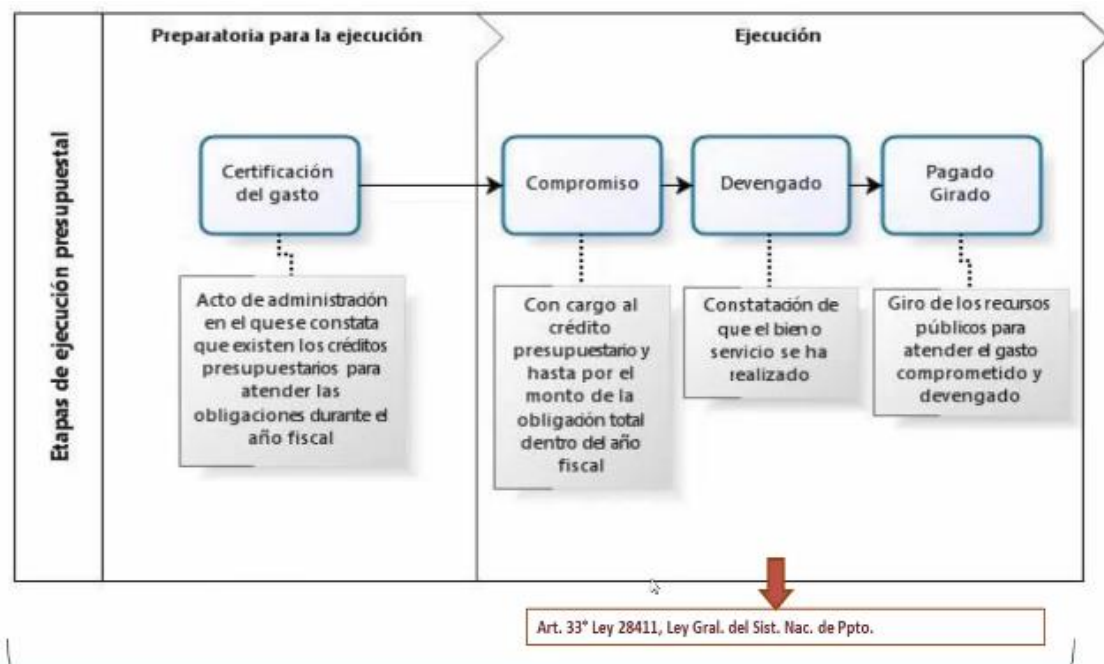 Preparatoria para la ejecución
Ejecución
Etapas de ejecución presupuestal
Certificación
del gasto
Compromiso
Devengado
Pagado
Girado
Acto de administración
en el que se constata
que existen los créditos
presupuestarios para
atender las
obligaciones durante el
año fiscal
Con cargo al
crédito
presupuestario y
hasta por el
monto de la
obligación total
dentro del año
fiscal
Constatación de
que el bien o
servicio se ha
realizado
Giro de los recursos
públicos para
atender el gasto
comprometido y
devengado
Art. 33° Ley 28411, Ley Gral. del Sist. Nac. de Ppto.